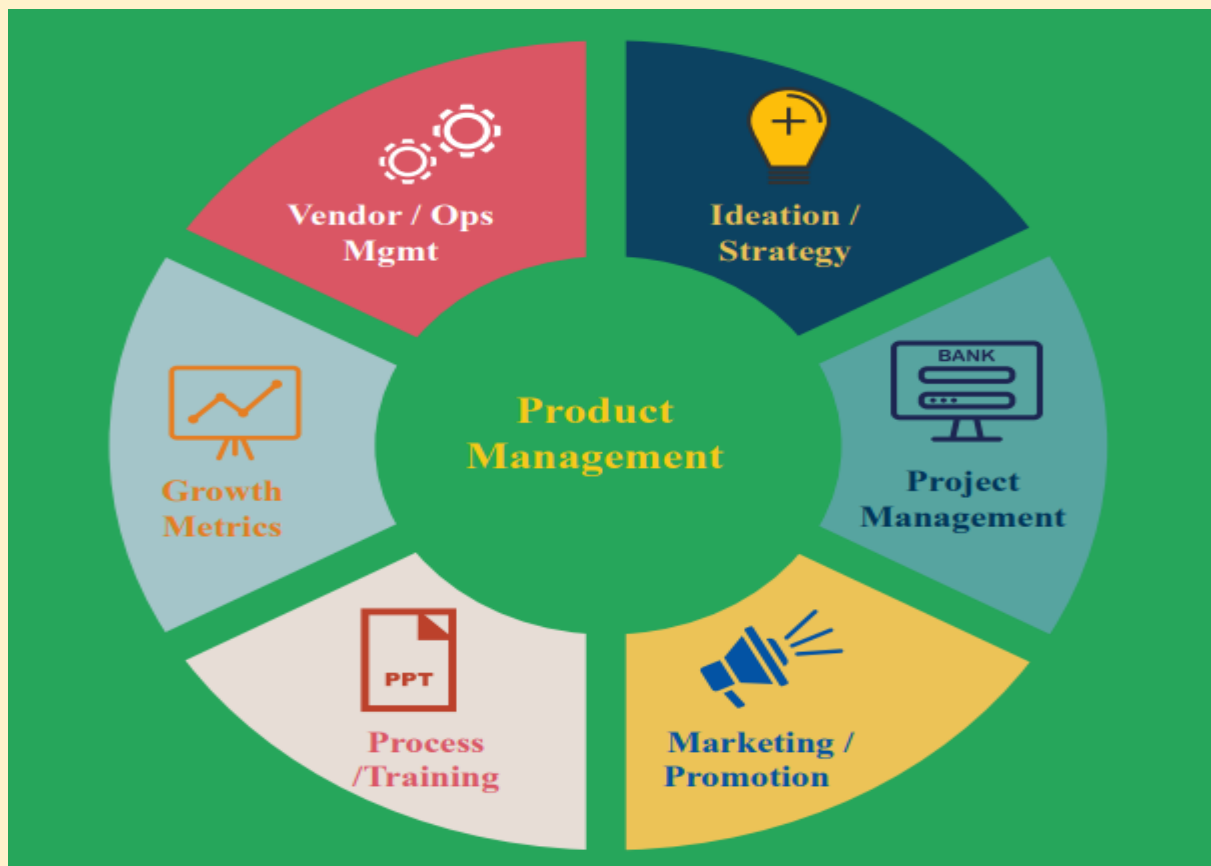 Product
Management
Ideation /
Strategy
BANK
Project
Management
Marketing /
Promotion
PPT
Process
/Training
Growth
Metrics
Vendor / Ops
Mgmt